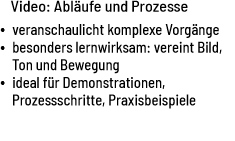 Video: Abläufe und Prozesse
• veranschaulicht komplexe Vorgänge
• besonders lernwirksam: vereint Bild,
Ton und Bewegung
• ideal für Demonstrationen,
Prozessschritte, Praxisbeispiele